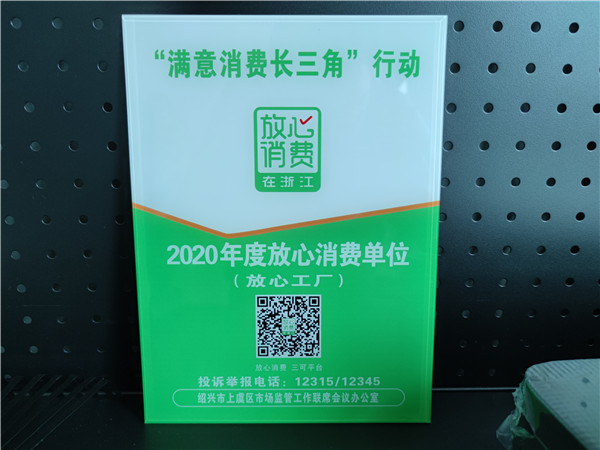 “满意消费长三角”行动
放心
消费
在浙江
2020年度放心消费单位
(放心工厂)
放心消费 三可平台
投诉举报电话：12315/12345
绍兴市上虞区市场监管工作联席会议办公室